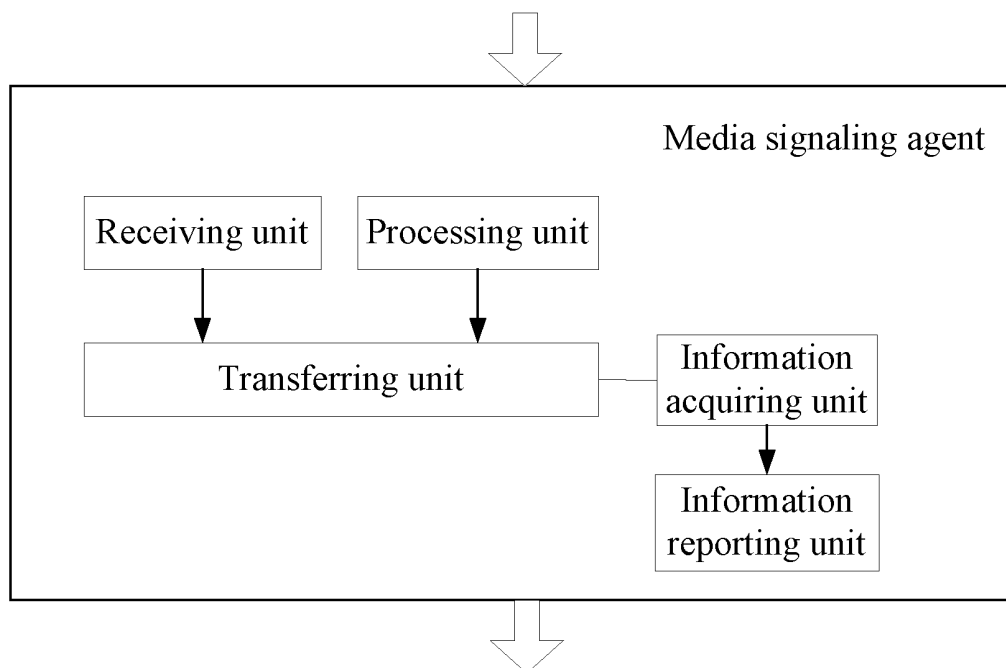 Media signaling agent
Receiving unit
Processing unit
Transferring unit
Information
acquiring unit
Information
reporting unit